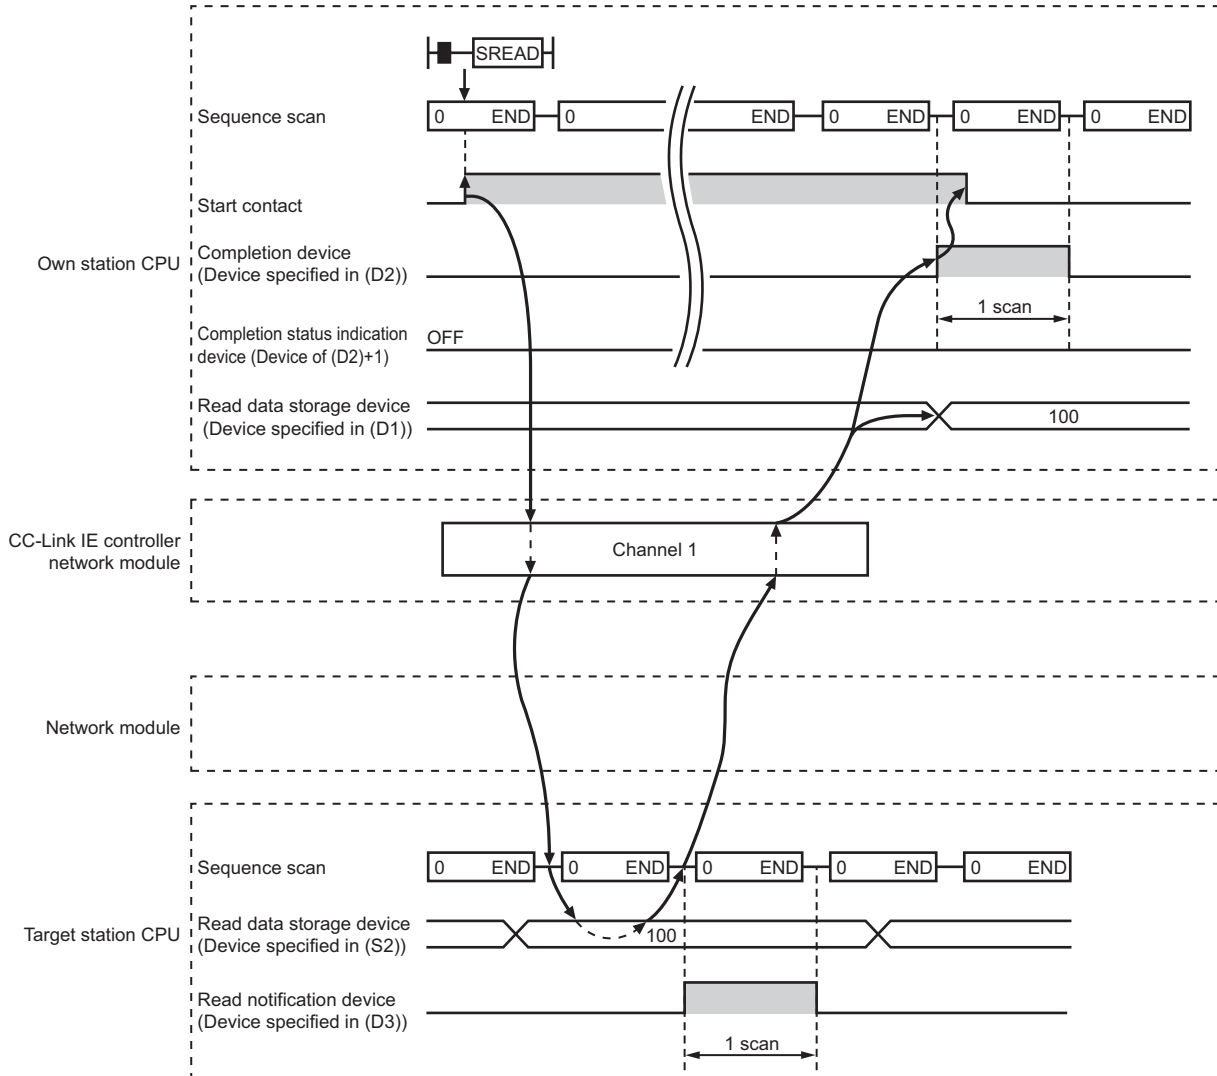 SREAD
Sequence scan
0 END 0 END 0 END 0 END 0 END
Start contact
Own station CPU
Completion device
(Device specified in (D2))
1 scan
Completion status indication
device (Device of (D2)+1)
OFF
Read data storage device
(Device specified in (D1))
100
CC-Link IE controller
network module
Channel 1
Network module
Sequence scan
0 END 0 END 0 END 0 END 0 END
Target station CPU
Read data storage device
(Device specified in (S2))
100
Read notification device
(Device specified in (D3))
1 scan